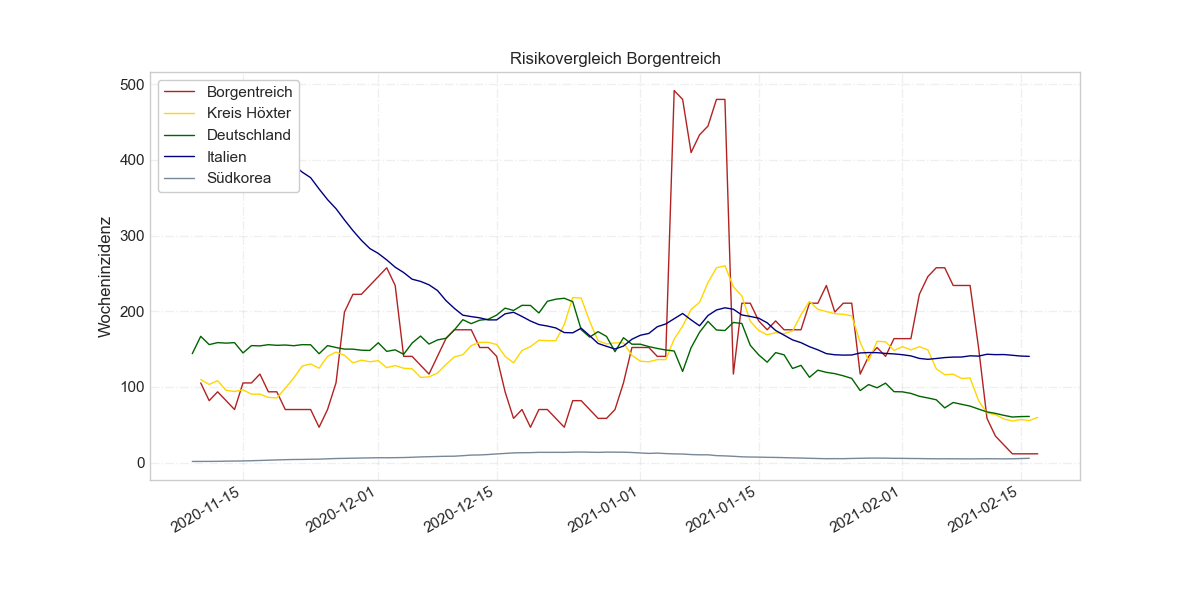 Risikovergleich Borgentreich
Wocheninzidenz
500
400
300
200
100
0
Borgentreich
Kreis Höxter
Deutschland
Italien
Südkorea
2020-11-15
2020-12-01
2020-12-15
2021-01-01
2021-01-15
2021-02-01
2021-02-15